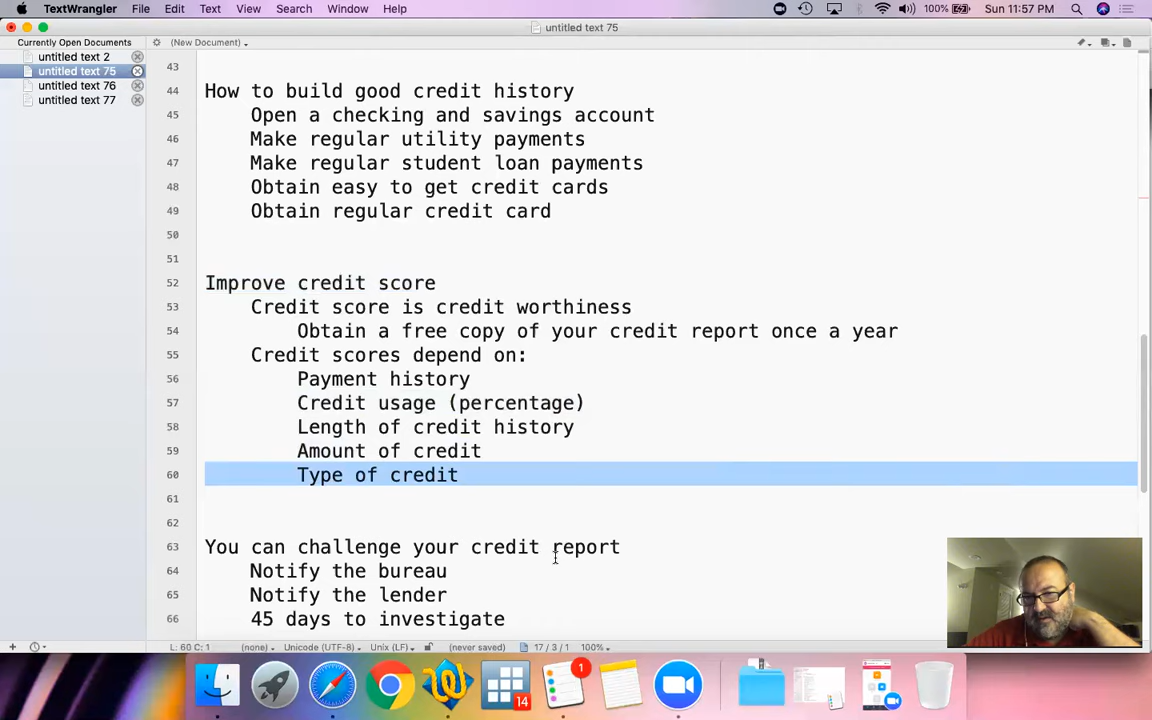 TextWrangler File Edit Text View Search Window Help 100% Sun 11:57 PM
untitled text 75
Currently Open Documents (New Document)
untitled text 2
untitled text 75
untitled text 76
untitled text 77
43
44 How to build good credit history
45 Open a checking and savings account
46 Make regular utility payments
47 Make regular student loan payments
48 Obtain easy to get credit cards
49 Obtain regular credit card
50
51
52 Improve credit score
53 Credit score is credit worthiness
54 Obtain a free copy of your credit report once a year
55 Credit scores depend on:
56 Payment history
57 Credit usage (percentage)
58 Length of credit history
59 Amount of credit
60 Type of credit
61
62
63 You can challenge your credit report
64 Notify the bureau
65 Notify the lender
66 45 days to investigate
L: 60 C: 1 (none) Unicode (UTF-8) Unix (LF) (never saved) 17 / 3 / 1 100%
14
1